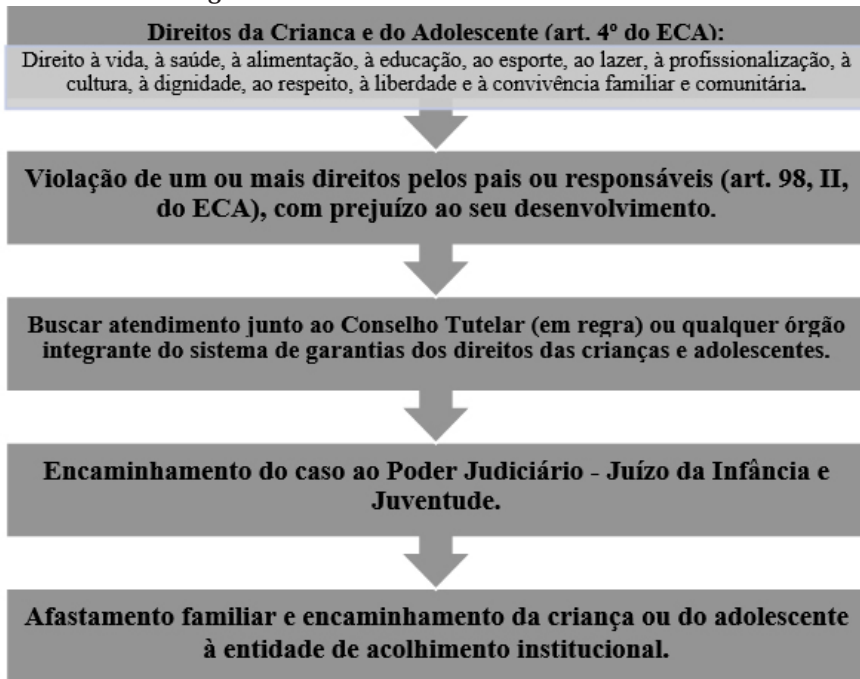 Direitos da Criança e do Adolescente (art. 4º do ECA):
Direito à vida, à saúde, à alimentação, à educação, ao esporte, ao lazer, à profissionalização, à
cultura, à dignidade, ao respeito, à liberdade e à convivência familiar e comunitária.
Violação de um ou mais direitos pelos pais ou responsáveis (art. 98, II,
do ECA), com prejuízo ao seu desenvolvimento.
Buscar atendimento junto ao Conselho Tutelar (em regra) ou qualquer órgão
integrante do sistema de garantias dos direitos das crianças e adolescentes.
Encaminhamento do caso ao Poder Judiciário - Juízo da Infância e
Juventude.
Afastamento familiar e encaminhamento da criança ou do adolescente
à entidade de acolhimento institucional.